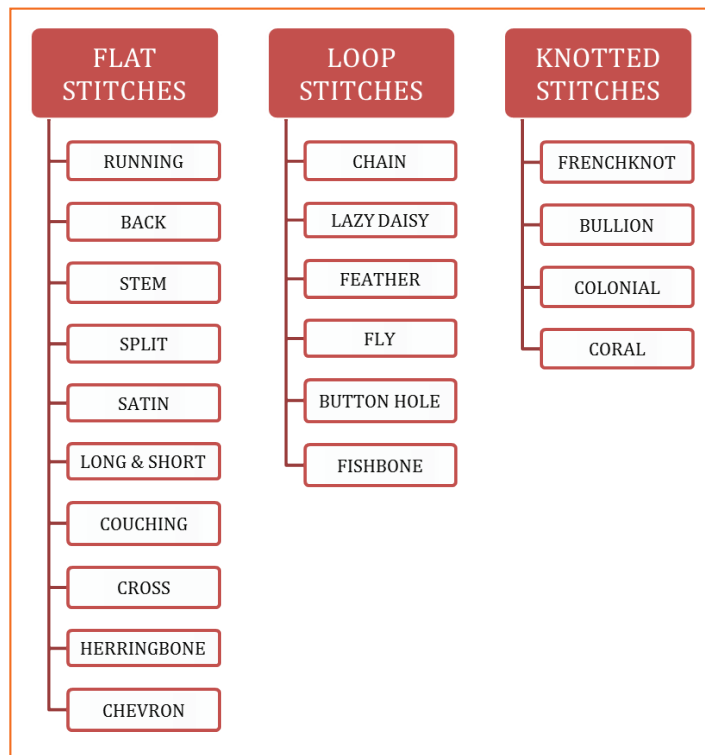 FLAT
STITCHES
RUNNING
BACK
STEM
SPLIT
SATIN
LONG & SHORT
COUCHING
CROSS
HERRINGBONE
CHEVRON
LOOP
STITCHES
CHAIN
LAZY DAISY
FEATHER
FLY
BUTTON HOLE
FISHBONE
KNOTTED
STITCHES
FRENCHKNOT
BULLION
COLONIAL
CORAL